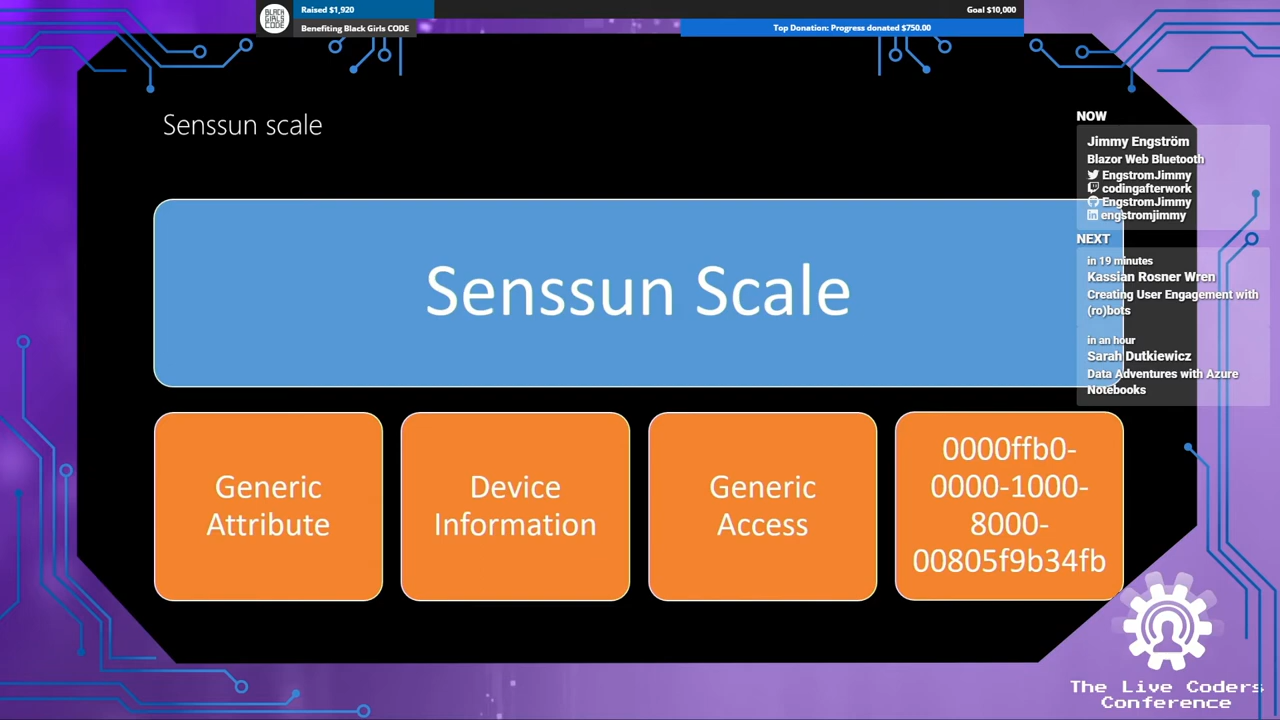 BLACK
GIRLS
CODE
Raised $1,920
Goal $10,000
Benefiting Black Girls CODE
Top Donation: Progress donated $750.00
Senssun scale
NOW
Jimmy Engström
Blazor Web Bluetooth
EngstromJimmy
codingafterwork
EngstromJimmy
engstromjimmy
NEXT
in 19 minutes
Kassian Rosner Wren
Creating User Engagement with
(ro)bots
in an hour
Sarah Dutkiewicz
Data Adventures with Azure
Notebooks
Senssun Scale
Generic
Attribute
Device
Information
Generic
Access
0000ffb0-
0000-1000-
8000-
00805f9b34fb
The Live Coders
Conference